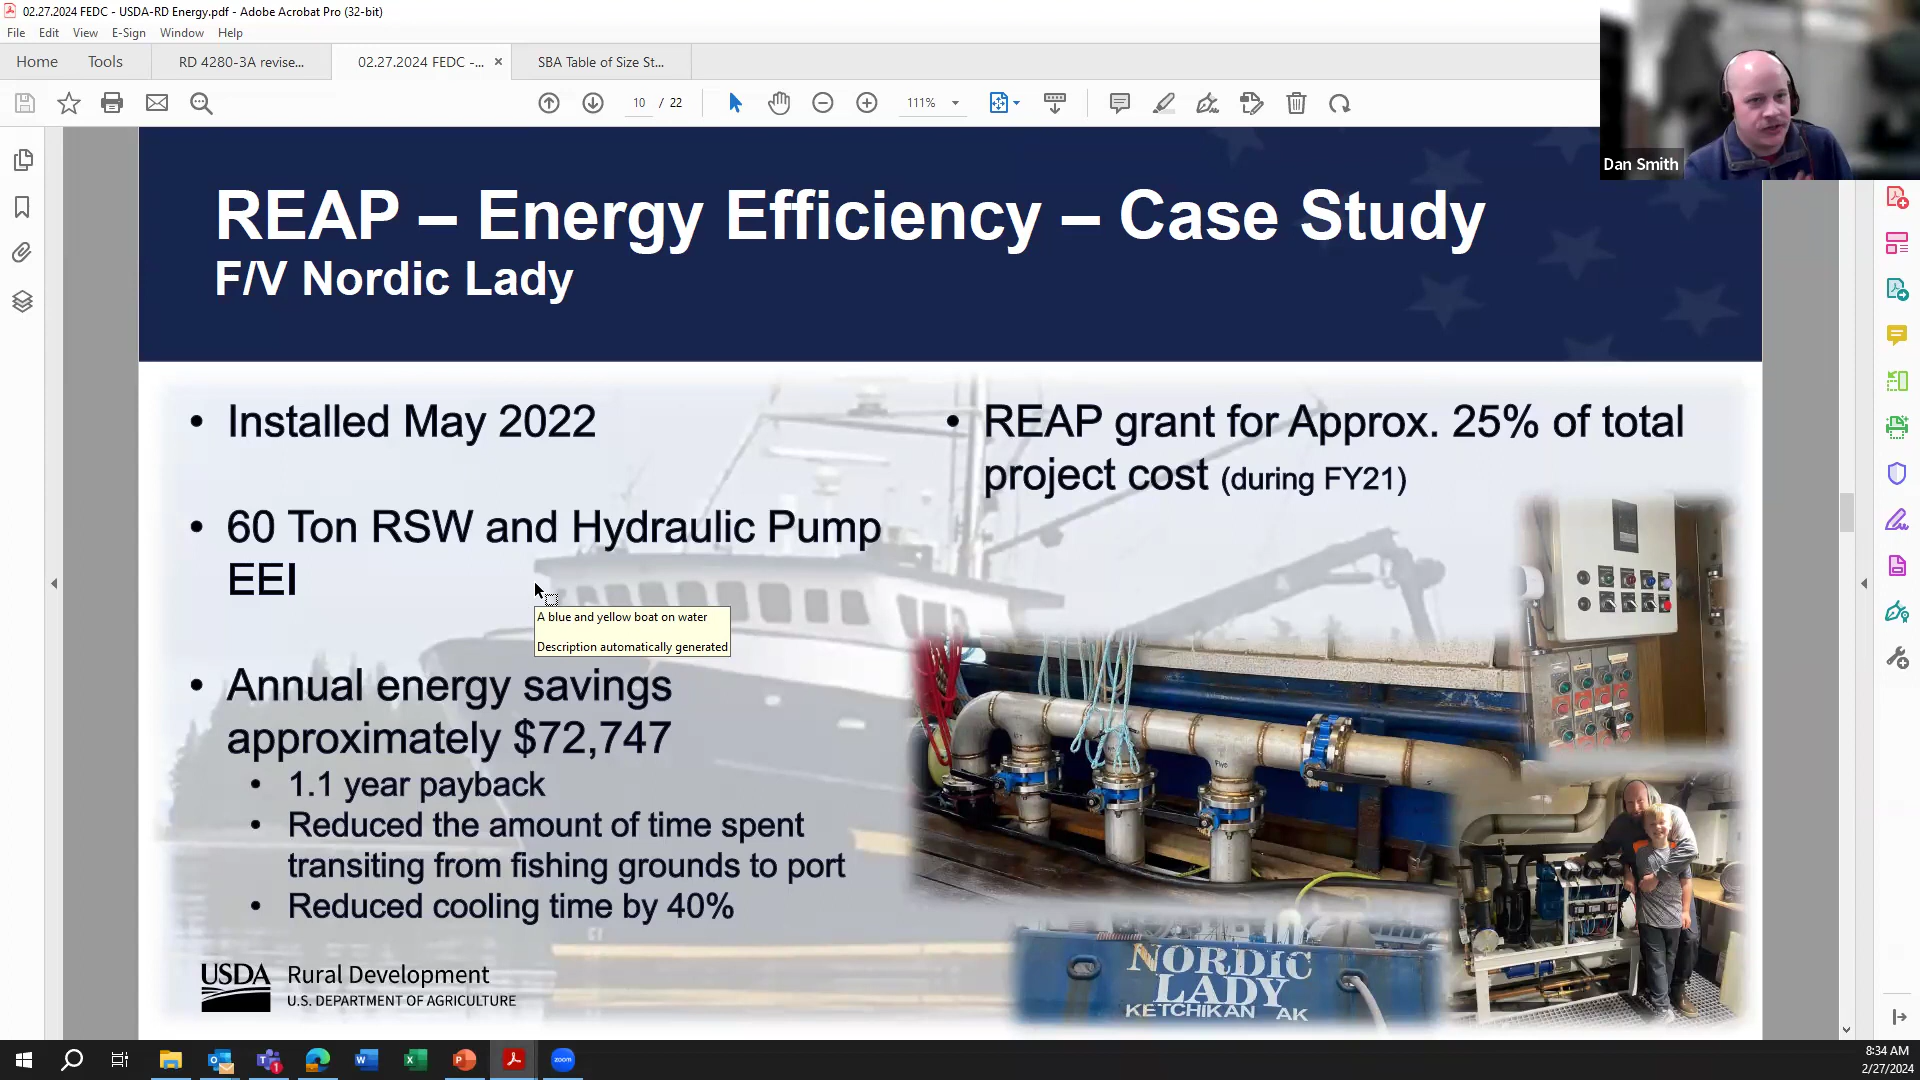 02.27.2024 FEDC - USDA-RD Energy.pdf - Adobe Acrobat Pro (32-bit)
File Edit View E-Sign Window Help
Home Tools RD 4280-3A revise... 02.27.2024 FEDC -... × SBA Table of Size St...
10 / 22 111%
Dan Smith
REAP – Energy Efficiency – Case Study
F/V Nordic Lady
• Installed May 2022
• 60 Ton RSW and Hydraulic Pump
EEI
A blue and yellow boat on water
Description automatically generated
• Annual energy savings
approximately $72,747
• 1.1 year payback
• Reduced the amount of time spent
transiting from fishing grounds to port
• Reduced cooling time by 40%
• REAP grant for Approx. 25% of total
project cost (during FY21)
NORDIC
LADY
KETCHIKAN AK
USDA Rural Development
U.S. DEPARTMENT OF AGRICULTURE
zoom
8:34 AM
2/27/2024